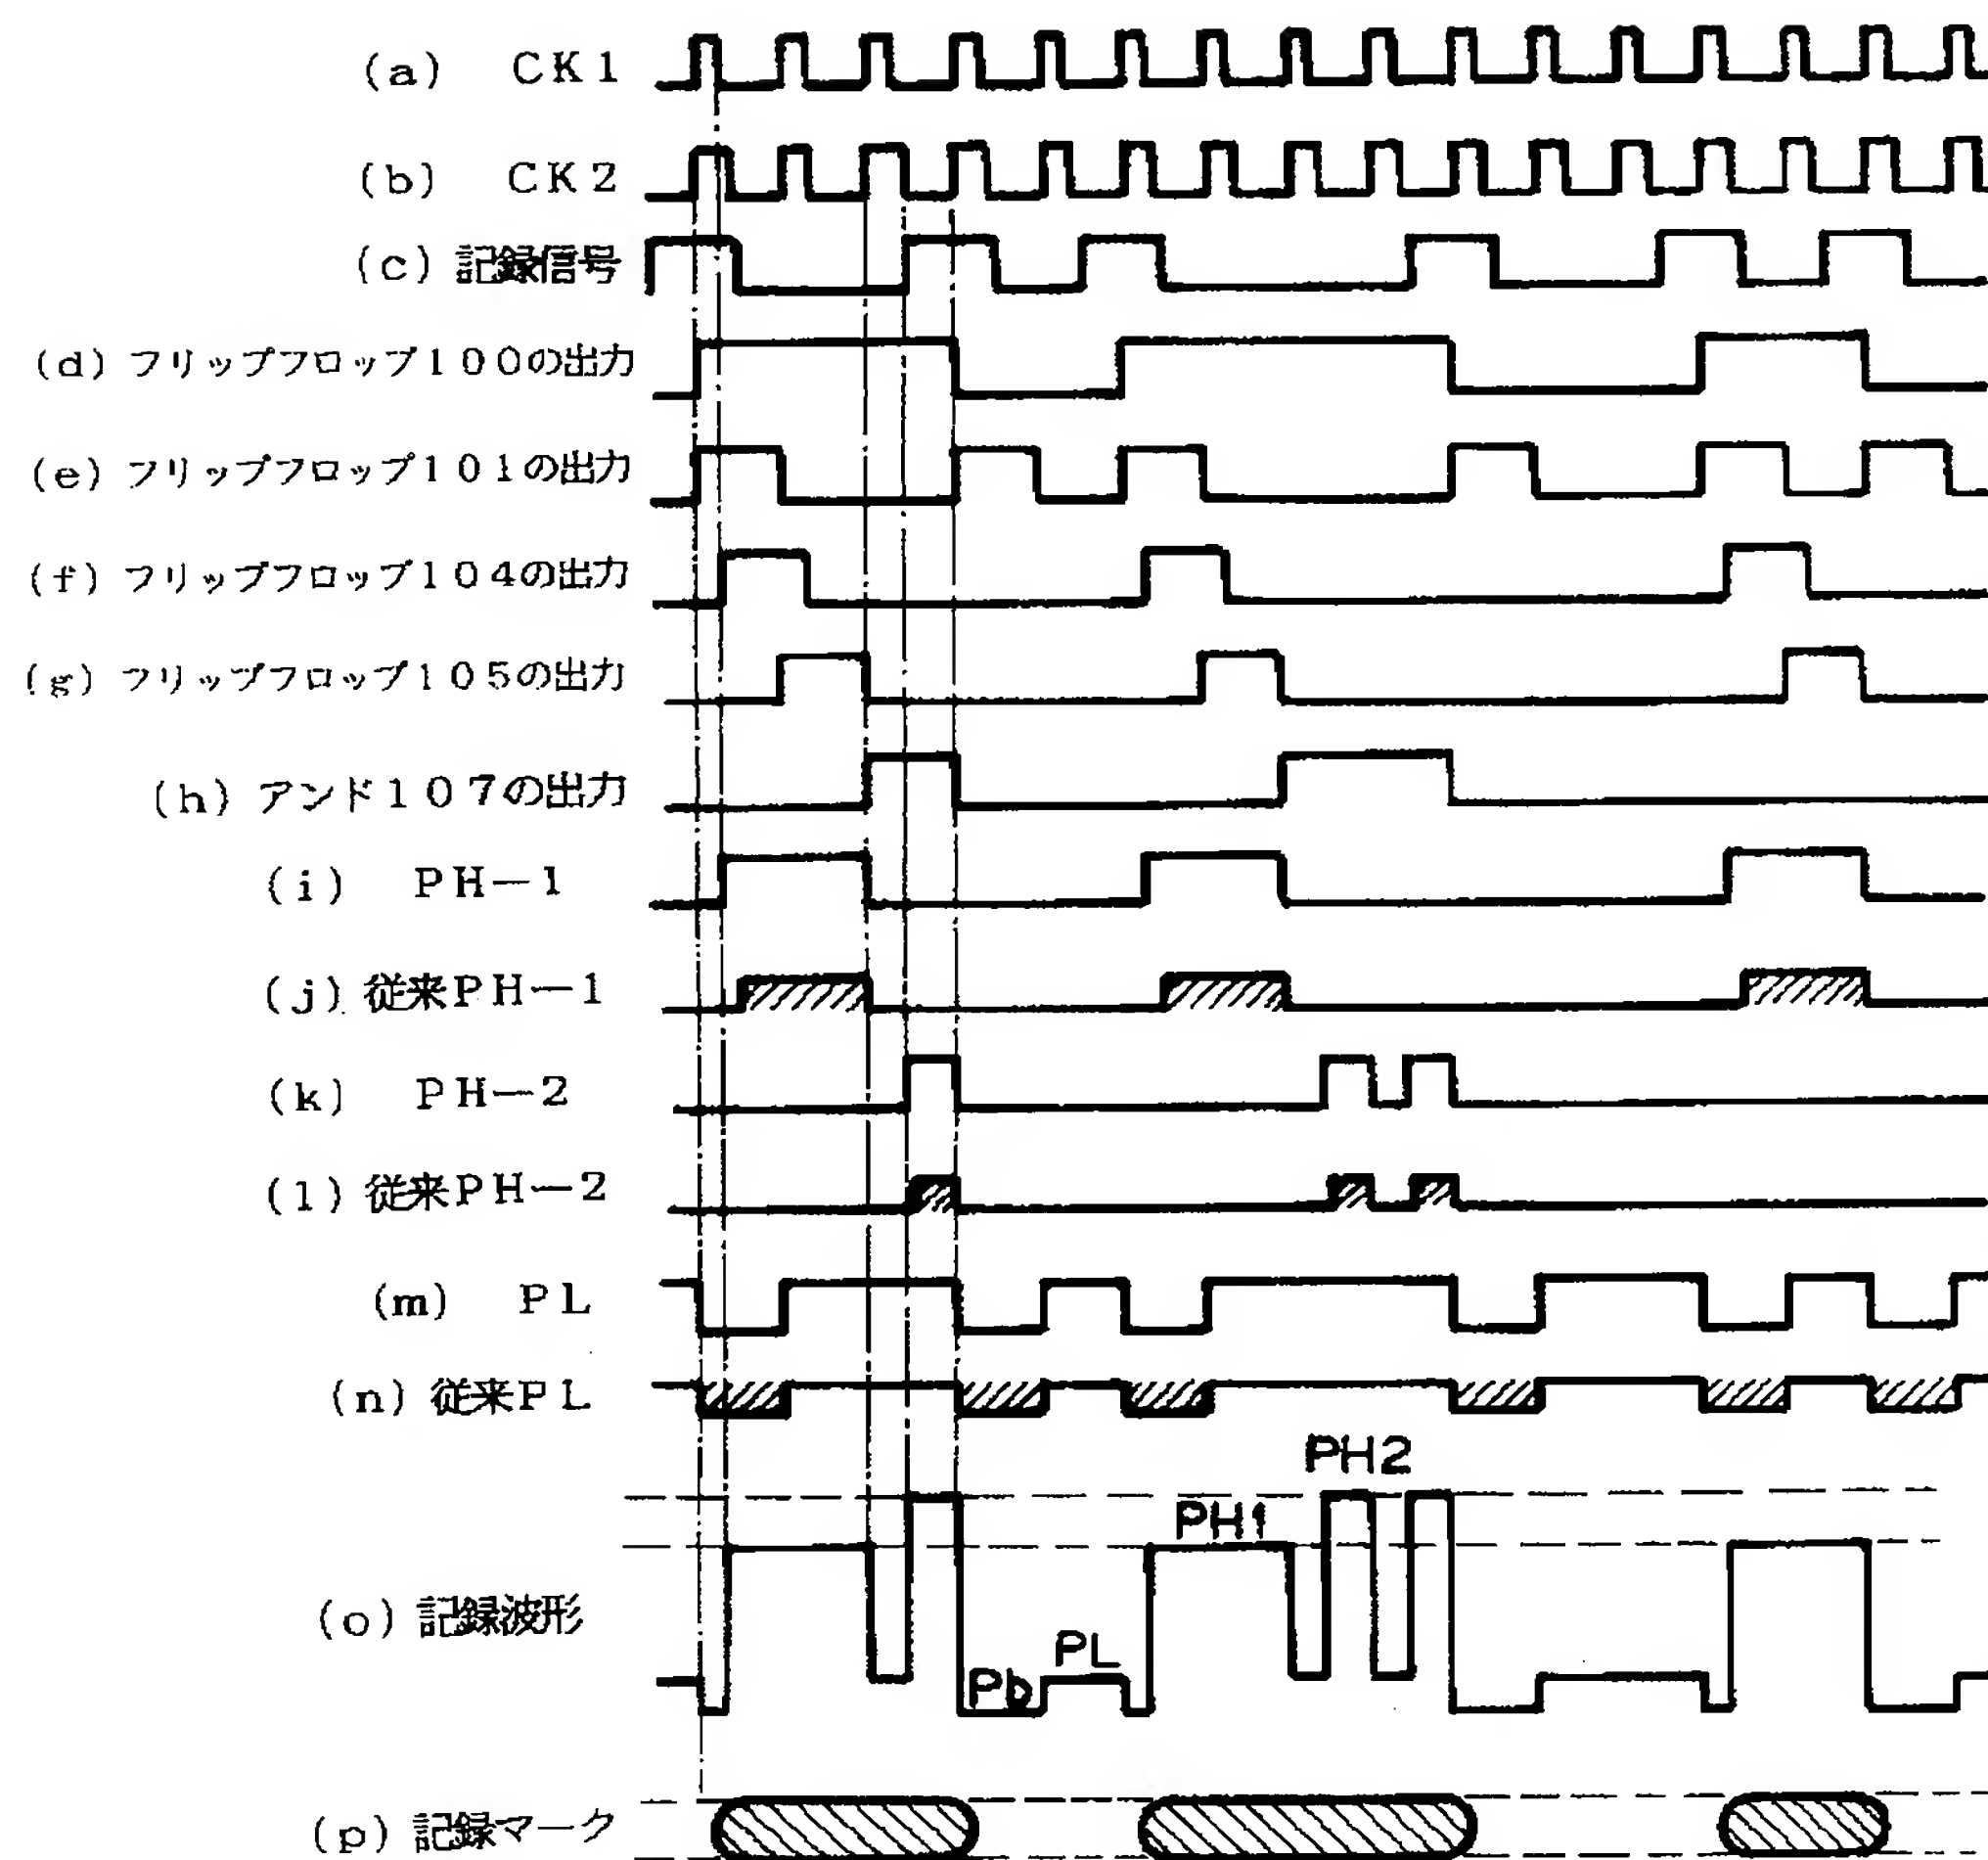 (a) CK1
(b) CK2
(c) 記録信号
(d) フリップフロップ100の出力
(e) フリップフロップ101の出力
(f) フリップフロップ104の出力
(g) フリップフロップ105の出力
(h) アンド107の出力
(i) PH-1
(j) 従来PH-1
(k) PH-2
(l) 従来PH-2
(m) PL
(n) 従来PL
PH2
PH1
(o) 記録波形
PL
Pb
(p) 記録マーク